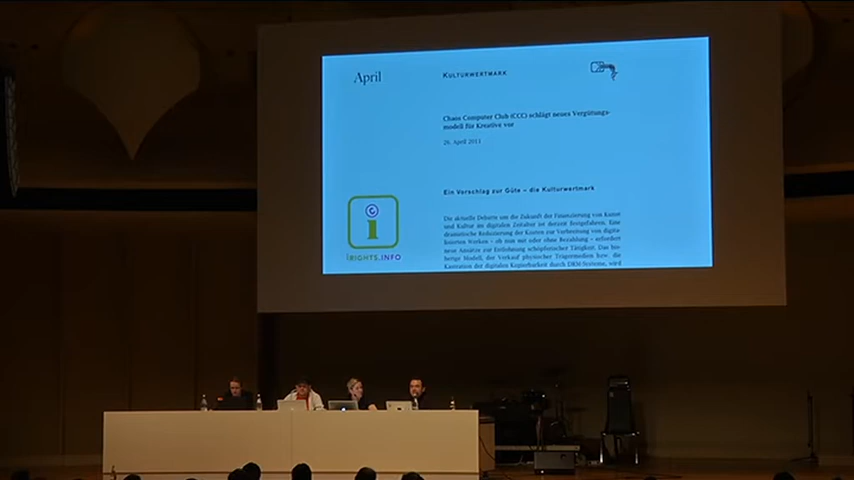 April
KULTURWERTMARK
Chaos Computer Club (CCC) schlägt neues Vergütungs-
modell für Kreative vor
26. April 2011
Ein Vorschlag zur Güte – die Kulturwertmark
Die aktuelle Debatte um die Zukunft der Finanzierung von Kunst
und Kultur im digitalen Zeitalter ist derzeit festgefahren. Eine
dramatische Reduzierung der Kosten zur Verbreitung von digita-
lisierten Werken – ob nun mit oder ohne Bezahlung – erfordert
neue Ansätze zur Entlohnung schöpferischer Tätigkeit. Das bis-
herige Modell, der Verkauf physischer Trägermedien bzw. die
Kastration der digitalen Kopierbarkeit durch DRM-Systeme, wird
i
iRIGHTS.INFO